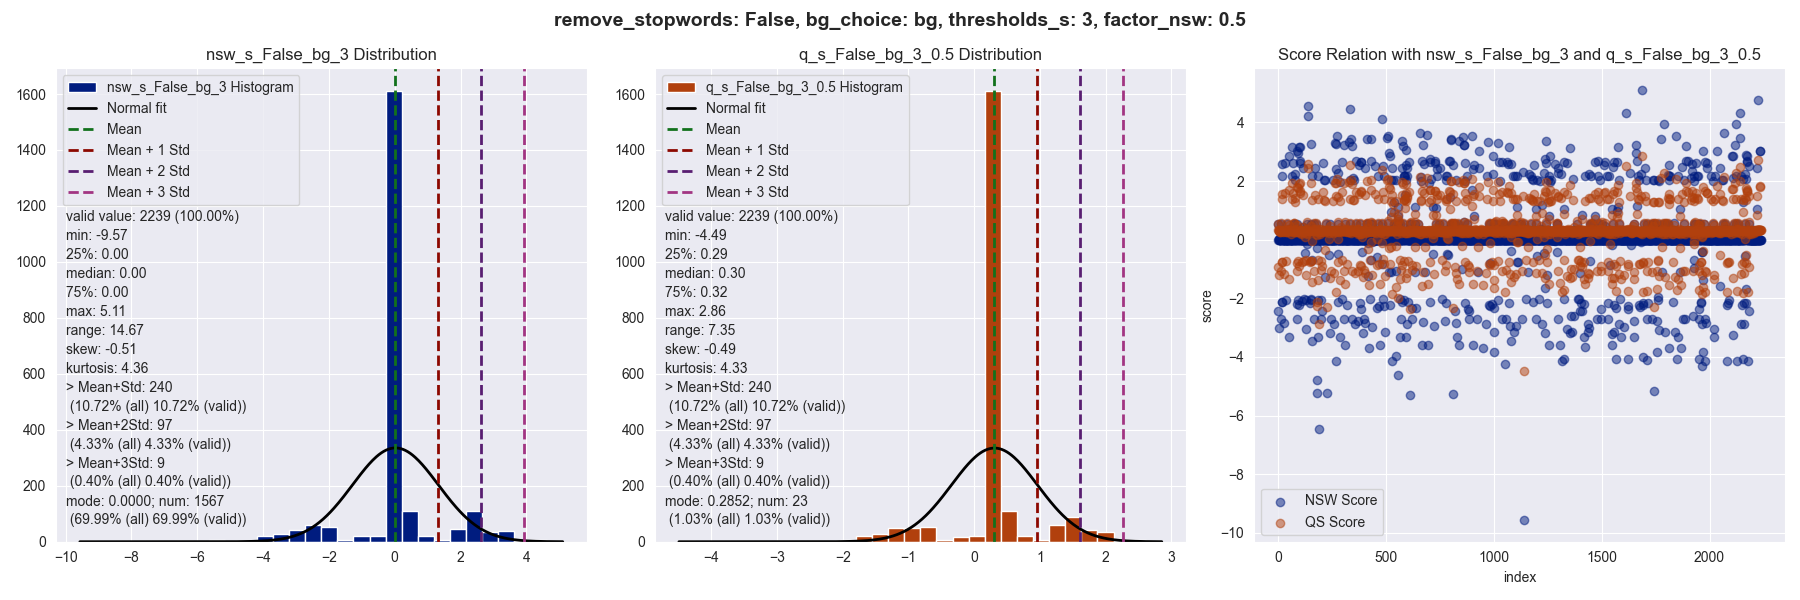 remove_stopwords: False, bg_choice: bg, thresholds_s: 3, factor_nsw: 0.5
nsw_s_False_bg_3 Distribution
nsw_s_False_bg_3 Histogram
Normal fit
Mean
Mean + 1 Std
Mean + 2 Std
Mean + 3 Std
valid value: 2239 (100.00%)
min: -9.57
25%: 0.00
median: 0.00
75%: 0.00
max: 5.11
range: 14.67
skew: -0.51
kurtosis: 4.36
> Mean+Std: 240
(10.72% (all) 10.72% (valid))
> Mean+2Std: 97
(4.33% (all) 4.33% (valid))
> Mean+3Std: 9
(0.40% (all) 0.40% (valid))
mode: 0.0000; num: 1567
(69.99% (all) 69.99% (valid))
1600
1400
1200
1000
800
600
400
200
0
−10 −8 −6 −4 −2 0 2 4
q_s_False_bg_3_0.5 Distribution
q_s_False_bg_3_0.5 Histogram
Normal fit
Mean
Mean + 1 Std
Mean + 2 Std
Mean + 3 Std
valid value: 2239 (100.00%)
min: -4.49
25%: 0.29
median: 0.30
75%: 0.32
max: 2.86
range: 7.35
skew: -0.49
kurtosis: 4.33
> Mean+Std: 240
(10.72% (all) 10.72% (valid))
> Mean+2Std: 97
(4.33% (all) 4.33% (valid))
> Mean+3Std: 9
(0.40% (all) 0.40% (valid))
mode: 0.2852; num: 23
(1.03% (all) 1.03% (valid))
1600
1400
1200
1000
800
600
400
200
0
−4 −3 −2 −1 0 1 2 3
Score Relation with nsw_s_False_bg_3 and q_s_False_bg_3_0.5
score
4
2
0
−2
−4
−6
−8
−10
NSW Score
QS Score
0 500 1000 1500 2000
index